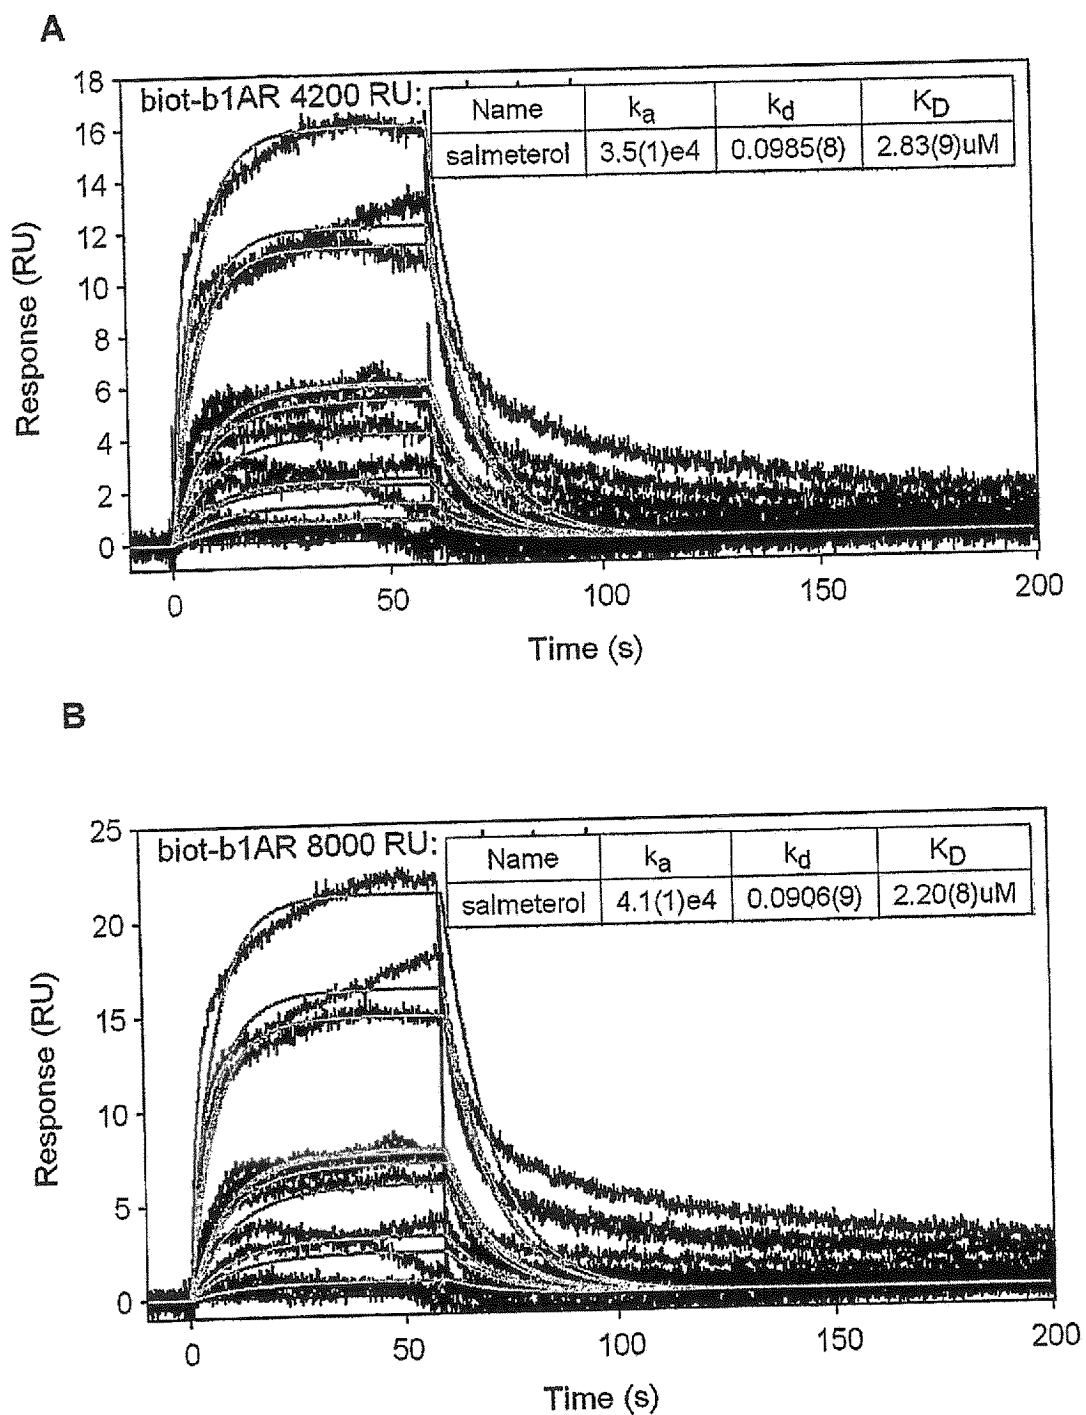 A
18
biot-b1AR 4200 RU:
Name ka kd KD
salmeterol 3.5(1)e4 0.0985(8) 2.83(9)uM
16
14
12
10
8
6
4
2
0
Response (RU)
0 50 100 150 200
Time (s)
B
25
biot-b1AR 8000 RU:
Name ka kd KD
salmeterol 4.1(1)e4 0.0906(9) 2.20(8)uM
20
15
10
5
0
Response (RU)
0 50 100 150 200
Time (s)